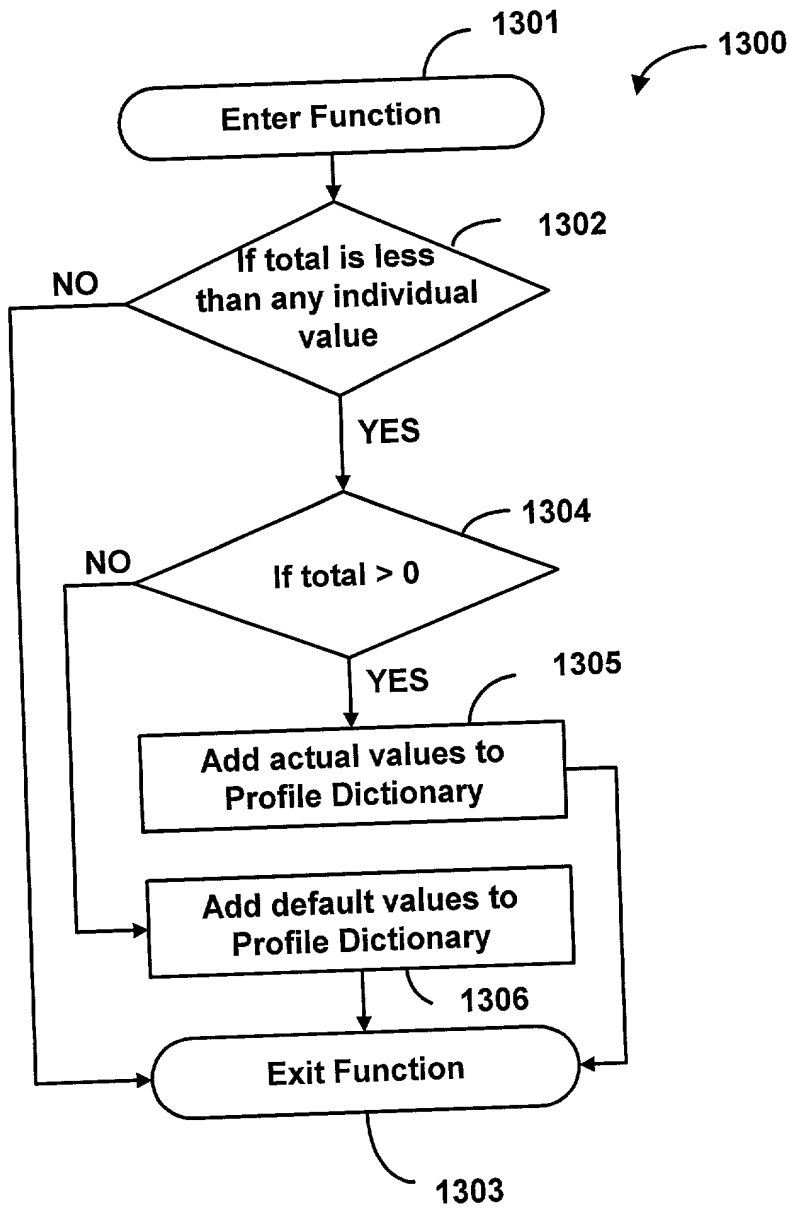 1301
1300
Enter Function
1302
If total is less
than any individual
value
NO
YES
1304
NO
If total > 0
YES
1305
Add actual values to
Profile Dictionary
Add default values to
Profile Dictionary
1306
Exit Function
1303